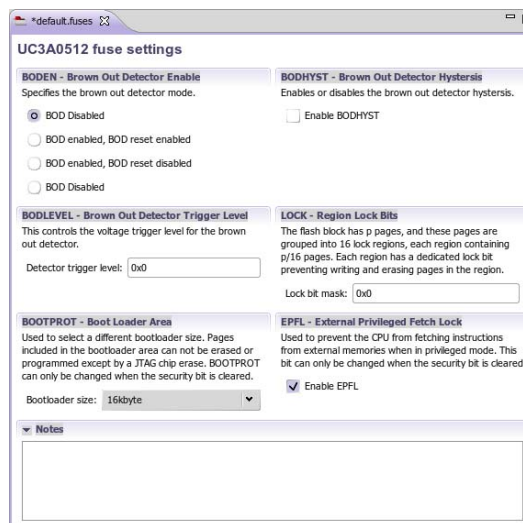 *default.fuses
UC3A0512 fuse settings
BODEN - Brown Out Detector Enable
Specifies the brown out detector mode.
BOD Disabled
BOD enabled, BOD reset enabled
BOD enabled, BOD reset disabled
BOD Disabled
BODHYST - Brown Out Detector Hystersis
Enables or disables the brown out detector hystersis.
Enable BODHYST
BODLEVEL - Brown Out Detector Trigger Level
This controls the voltage trigger level for the brown
out detector.
Detector trigger level: 0x0
LOCK - Region Lock Bits
The flash block has p pages, and these pages are
grouped into 16 lock regions, each region containing
p/16 pages. Each region has a dedicated lock bit
preventing writing and erasing pages in the region.
Lock bit mask: 0x0
BOOTPROT - Boot Loader Area
Used to select a different bootloader size. Pages
included in the bootloader area can not be erased or
programmed except by a JTAG chip erase. BOOTPROT
can only be changed when the security bit is cleared.
Bootloader size: 16kbyte
EPFL - External Privileged Fetch Lock
Used to prevent the CPU from fetching instructions
from external memories when in privileged mode. This
bit can only be changed when the security bit is cleared
Enable EPFL
Notes